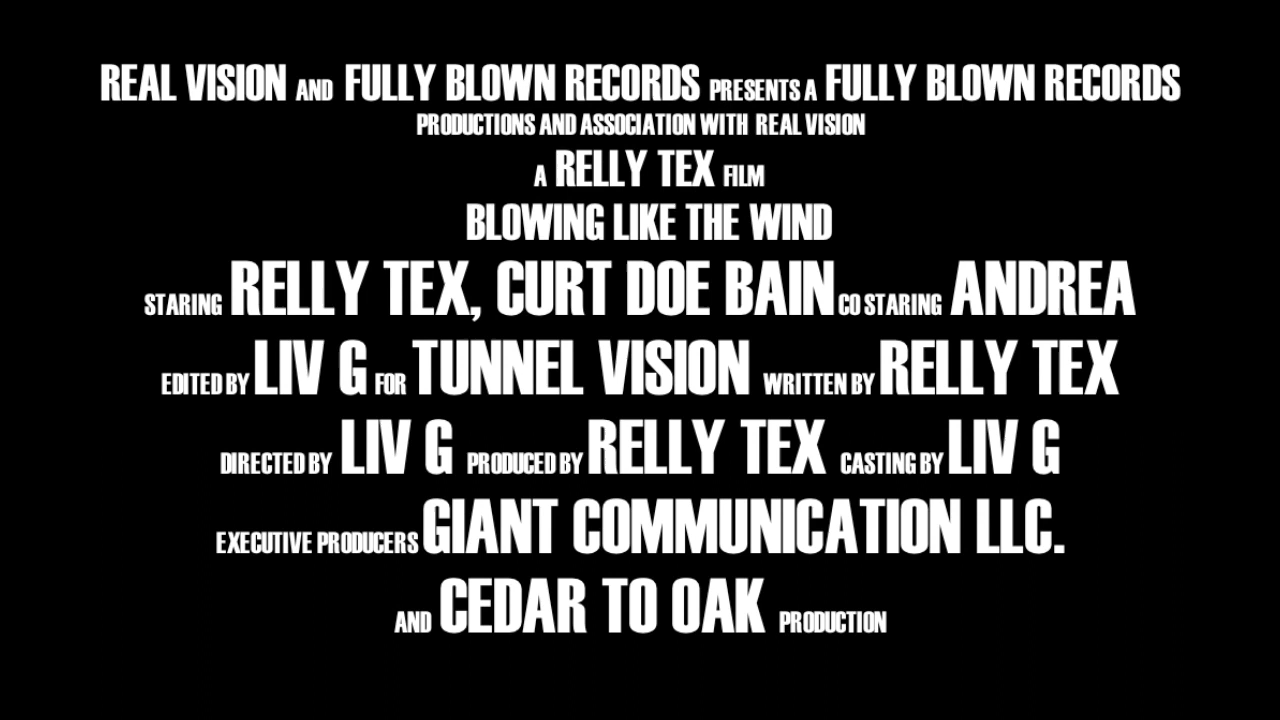 REAL VISION AND FULLY BLOWN RECORDS PRESENTS A FULLY BLOWN RECORDS
PRODUCTIONS AND ASSOCIATION WITH REAL VISION
A RELLY TEX FILM
BLOWING LIKE THE WIND
STARING RELLY TEX, CURT DOE BAIN CO STARING ANDREA
EDITED BY LIV G FOR TUNNEL VISION WRITTEN BY RELLY TEX
DIRECTED BY LIV G PRODUCED BY RELLY TEX CASTING BY LIV G
EXECUTIVE PRODUCERS GIANT COMMUNICATION LLC.
AND CEDAR TO OAK PRODUCTION